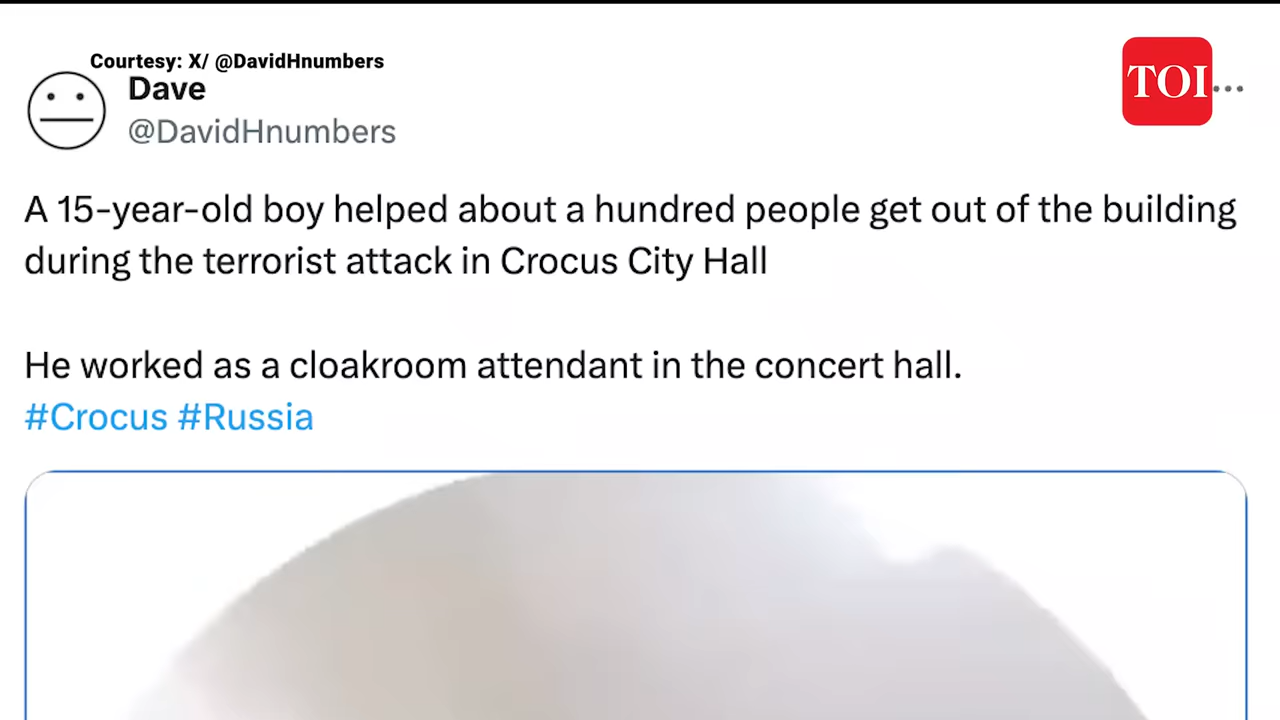 Courtesy: X/ @DavidHnumbers
Dave
@DavidHnumbers
TOI
A 15-year-old boy helped about a hundred people get out of the building
during the terrorist attack in Crocus City Hall
He worked as a cloakroom attendant in the concert hall.
#Crocus #Russia